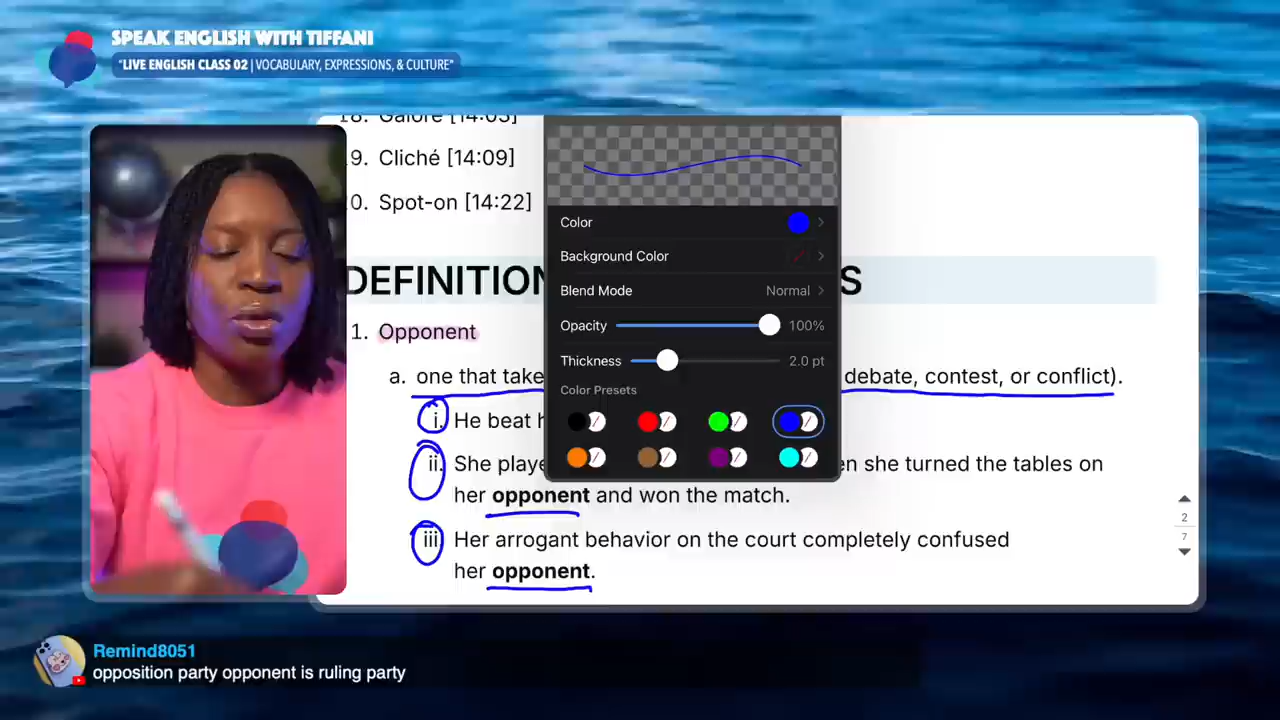 SPEAK ENGLISH WITH TIFFANI
"LIVE ENGLISH CLASS 02 | VOCABULARY, EXPRESSIONS, & CULTURE"
18. Galore [14:03]
19. Cliché [14:09]
20. Spot-on [14:22]
DEFINITION S
1. Opponent
a. one that take debate, contest, or conflict).
i. He beat h
ii. She playe en she turned the tables on
her opponent and won the match.
iii. Her arrogant behavior on the court completely confused
her opponent.
Color
Background Color
Blend Mode Normal
Opacity 100%
Thickness 2.0 pt
Color Presets
2
7
Remind8051
opposition party opponent is ruling party